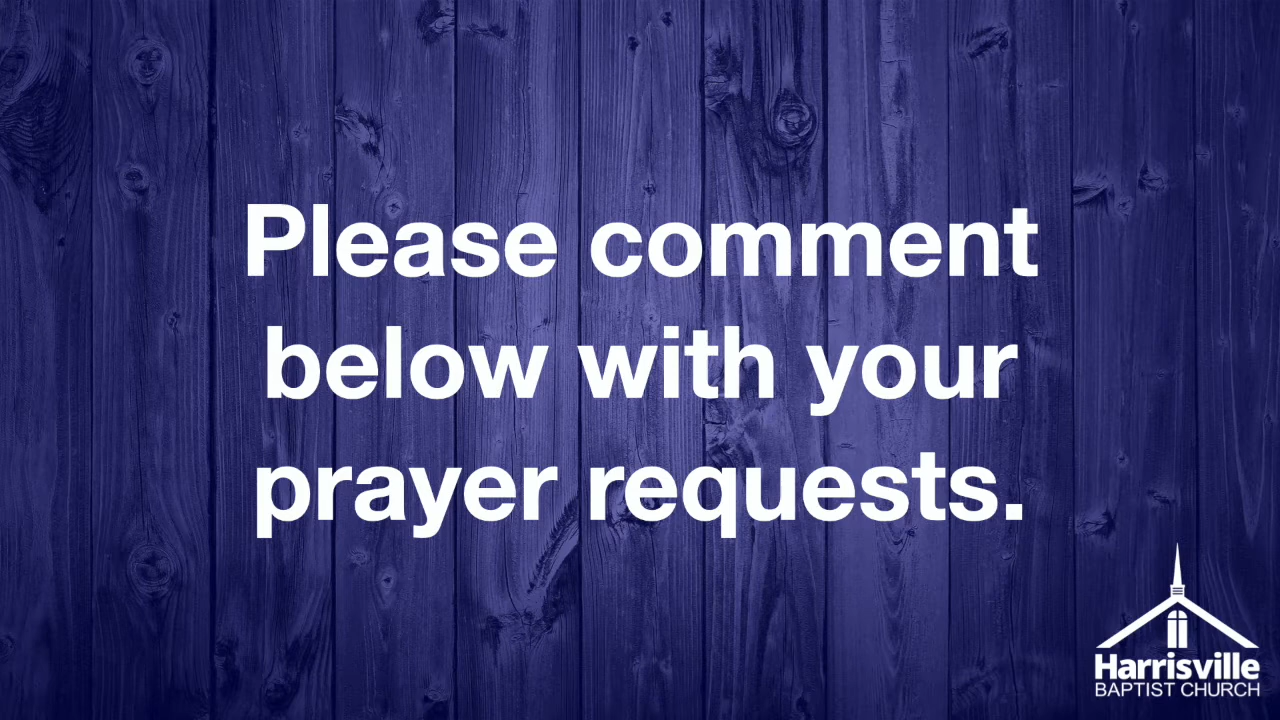 Please comment
below with your
prayer requests.
Harrisville
BAPTIST CHURCH